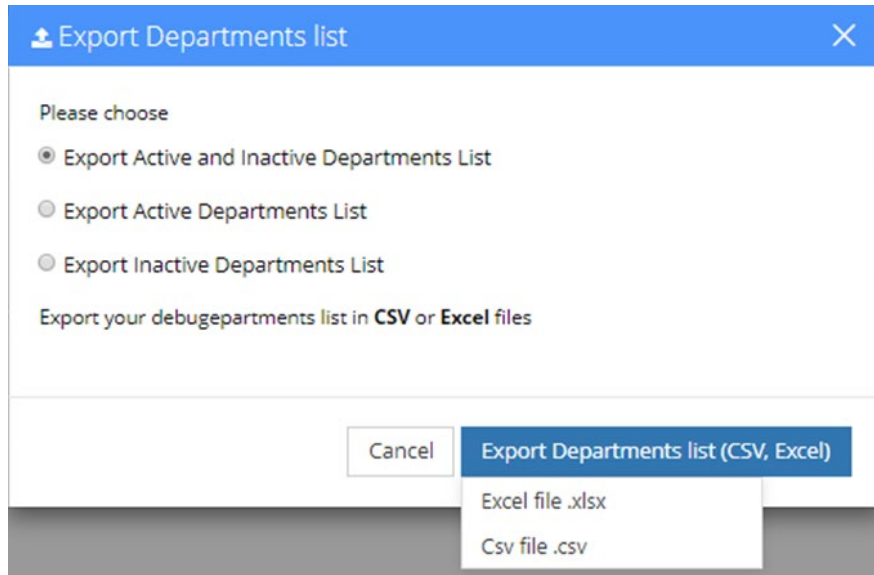 Export Departments list
Please choose
Export Active and Inactive Departments List
Export Active Departments List
Export Inactive Departments List
Export your debugepartments list in CSV or Excel files
Cancel
Export Departments list (CSV, Excel)
Excel file .xlsx
Csv file .csv